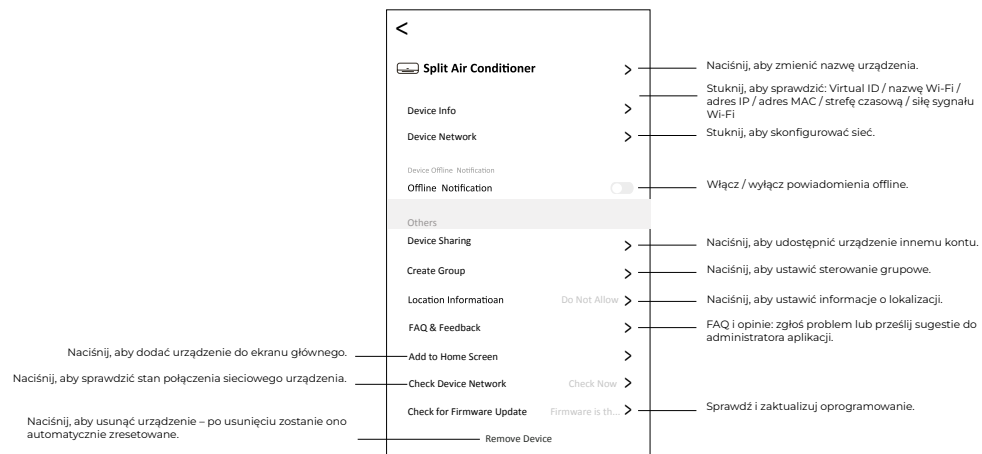 <
Split Air Conditioner >
Naciśnij, aby zmienić nazwę urządzenia.
Device Info >
Stuknij, aby sprawdzić: Virtual ID / nazwę Wi-Fi /
adres IP / adres MAC / strefę czasową / siłę sygnału
Wi-Fi
Device Network >
Stuknij, aby skonfigurować sieć.
Device Offline Notification
Offline Notification
Włącz / wyłącz powiadomienia offline.
Others
Device Sharing >
Naciśnij, aby udostępnić urządzenie innemu kontu.
Create Group >
Naciśnij, aby ustawić sterowanie grupowe.
Location Informatioan Do Not Allow >
Naciśnij, aby ustawić informacje o lokalizacji.
FAQ & Feedback >
FAQ i opinie: zgłoś problem lub prześlij sugestie do
administratora aplikacji.
Naciśnij, aby dodać urządzenie do ekranu głównego.
Add to Home Screen >
Naciśnij, aby sprawdzić stan połączenia sieciowego urządzenia.
Check Device Network Check Now >
Check for Firmware Update Firmware is th... >
Sprawdź i zaktualizuj oprogramowanie.
Naciśnij, aby usunąć urządzenie – po usunięciu zostanie ono
automatycznie zresetowane.
Remove Device